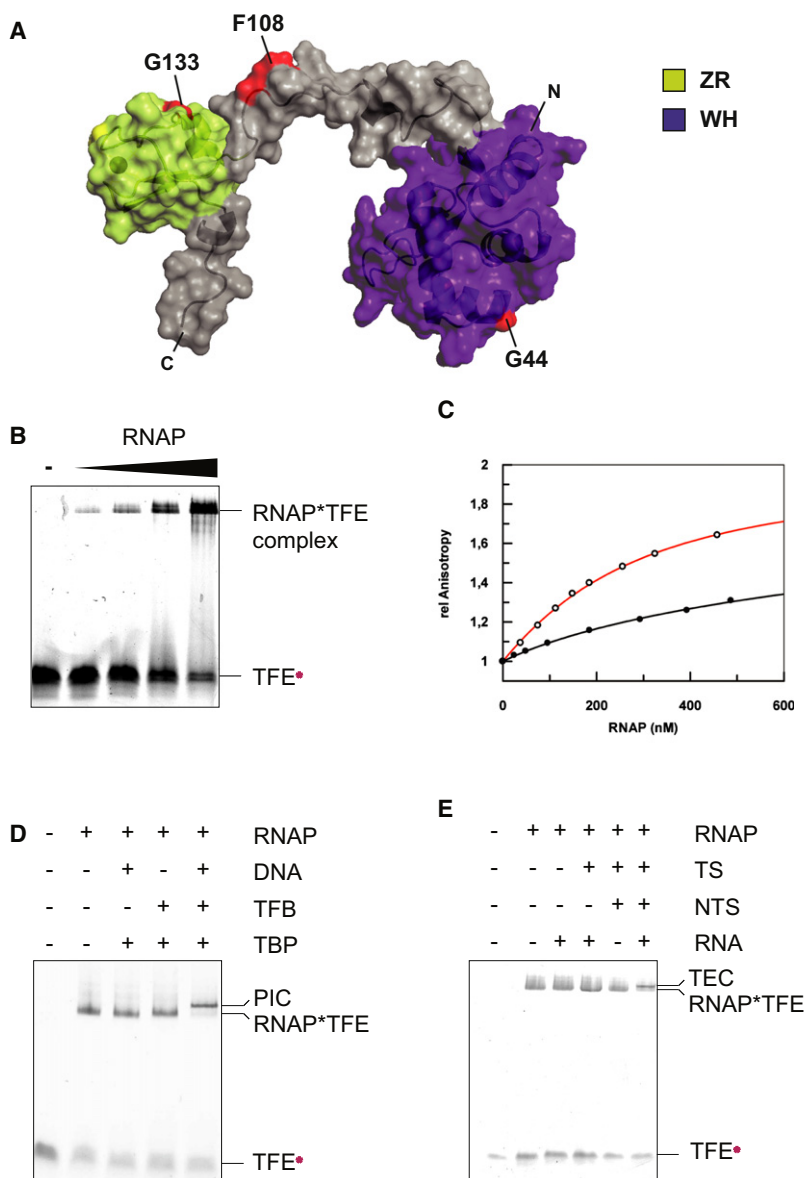 A
F108
G133
N
ZR
WH
C
G44
B
RNAP
-
RNAP*TFE
complex
TFE*
C
2
1,8
1,6
1,4
1,2
1
rel Anisotropy
0 200 400 600
RNAP (nM)
D
- + + + + RNAP
- - + - + DNA
- - - + + TFB
- - + + + TBP
PIC
RNAP*TFE
TFE*
E
- + + + + + RNAP
- - - + + + TS
- - - - + + NTS
- - + + - + RNA
TEC
RNAP*TFE
TFE*